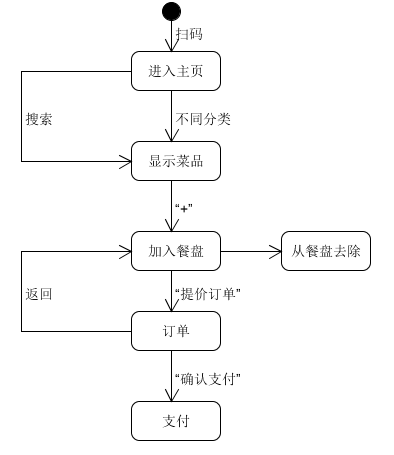 扫码
进入主页
搜索
不同分类
显示菜品
“+”
加入餐盘
从餐盘去除
返回
“提价订单”
订单
“确认支付”
支付